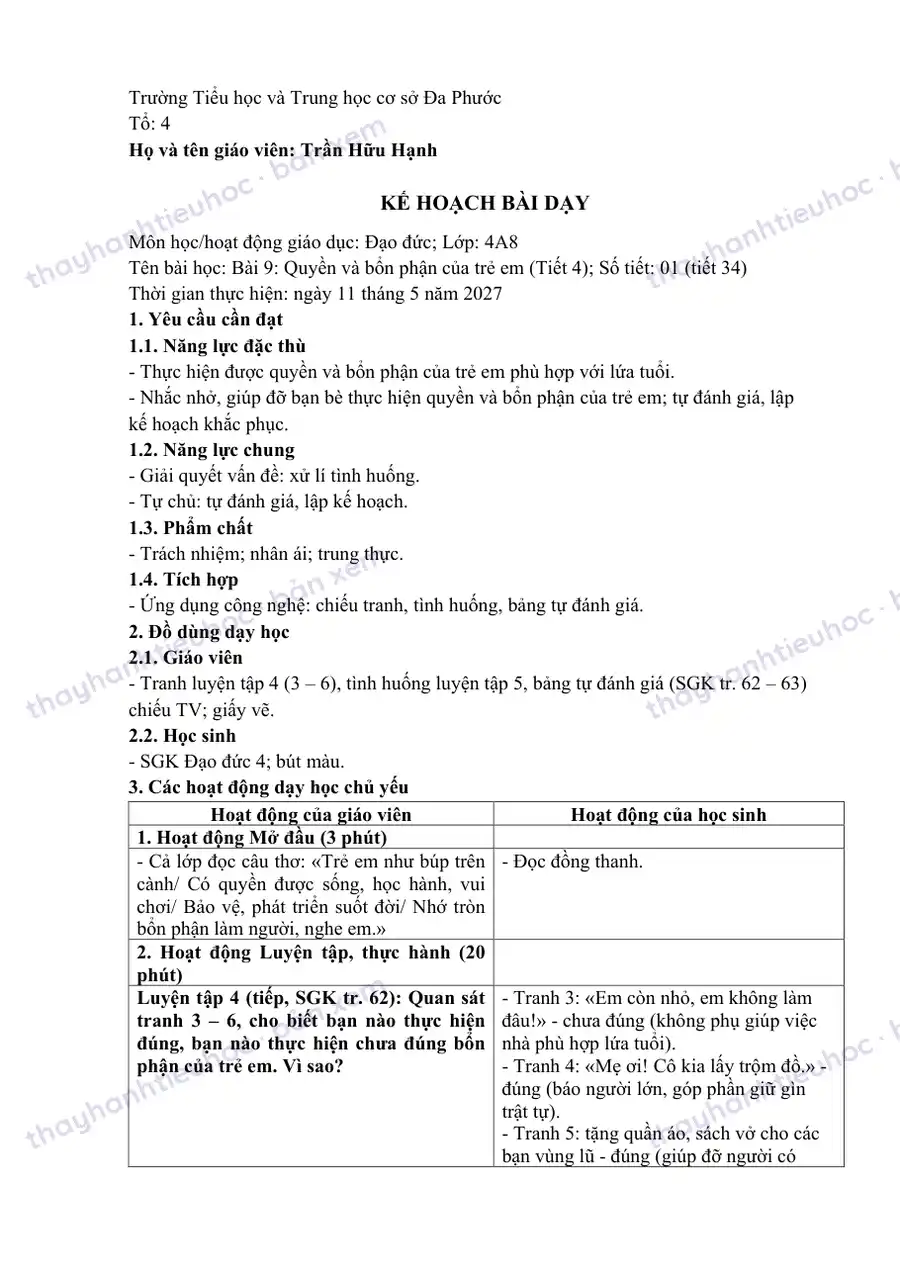 Trường Tiểu học và Trung học cơ sở Đa Phước
Tổ: 4
Họ và tên giáo viên: Trần Hữu Hạnh
KẾ HOẠCH BÀI DẠY
Môn học/hoạt động giáo dục: Đạo đức; Lớp: 4A8
Tên bài học: Bài 9: Quyền và bổn phận của trẻ em (Tiết 4); Số tiết: 01 (tiết 34)
Thời gian thực hiện: ngày 11 tháng 5 năm 2027
1. Yêu cầu cần đạt
1.1. Năng lực đặc thù
- Thực hiện được quyền và bổn phận của trẻ em phù hợp với lứa tuổi.
- Nhắc nhở, giúp đỡ bạn bè thực hiện quyền và bổn phận của trẻ em; tự đánh giá, lập
kế hoạch khắc phục.
1.2. Năng lực chung
- Giải quyết vấn đề: xử lí tình huống.
- Tự chủ: tự đánh giá, lập kế hoạch.
1.3. Phẩm chất
- Trách nhiệm; nhân ái; trung thực.
1.4. Tích hợp
- Ứng dụng công nghệ: chiếu tranh, tình huống, bảng tự đánh giá.
2. Đồ dùng dạy học
2.1. Giáo viên
- Tranh luyện tập 4 (3 – 6), tình huống luyện tập 5, bảng tự đánh giá (SGK tr. 62 – 63)
chiếu TV; giấy vẽ.
2.2. Học sinh
- SGK Đạo đức 4; bút màu.
3. Các hoạt động dạy học chủ yếu
Hoạt động của giáo viên
Hoạt động của học sinh
1. Hoạt động Mở đầu (3 phút)
- Cả lớp đọc câu thơ: «Trẻ em như búp trên
cành/ Có quyền được sống, học hành, vui
chơi/ Bảo vệ, phát triển suốt đời/ Nhớ tròn
bổn phận làm người, nghe em.»
- Đọc đồng thanh.
2. Hoạt động Luyện tập, thực hành (20
phút)
Luyện tập 4 (tiếp, SGK tr. 62): Quan sát
tranh 3 – 6, cho biết bạn nào thực hiện
đúng, bạn nào thực hiện chưa đúng bổn
phận của trẻ em. Vì sao?
- Tranh 3: «Em còn nhỏ, em không làm
đâu!» - chưa đúng (không phụ giúp việc
nhà phù hợp lứa tuổi).
- Tranh 4: «Mẹ ơi! Cô kia lấy trộm đồ.» -
đúng (báo người lớn, góp phần giữ gìn
trật tự).
- Tranh 5: tặng quần áo, sách vở cho các
bạn vùng lũ - đúng (giúp đỡ người có
thayhanhtieuhoc · bản xem
thayhanhtieuhoc · b
thayhanhtieuhoc · bản xem
thayhanhtieuhoc · b
thayhanhtieuhoc · bản xem
thayhanhtieuhoc · b